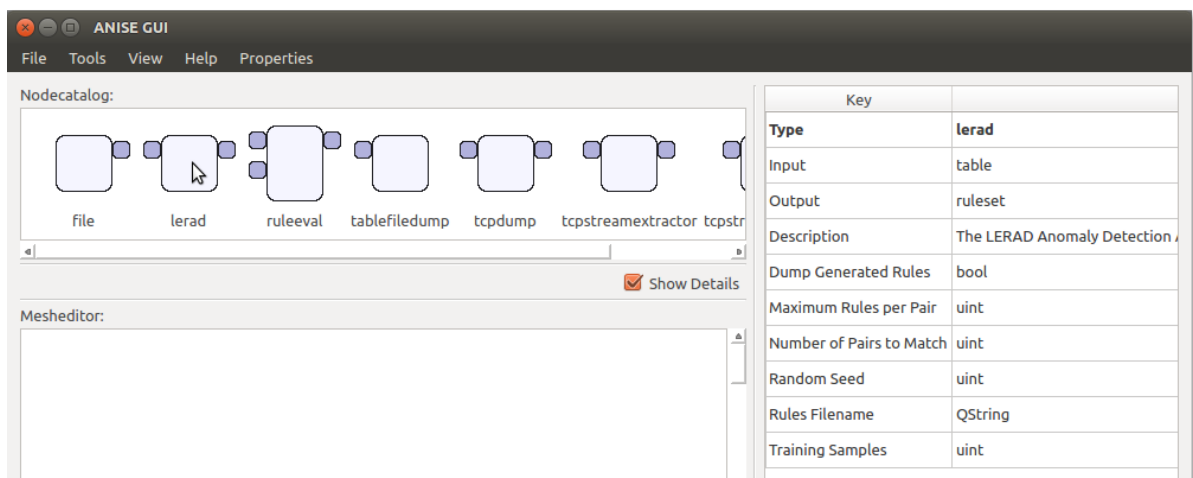 ANISE GUI
File Tools View Help Properties
Nodecatalog:
file lerad ruleeval tablefiledump tcpdump tcpstreamextractor tcpstr
Show Details
Mesheditor:
Key
Type lerad
Input table
Output ruleset
Description The LERAD Anomaly Detection
Dump Generated Rules bool
Maximum Rules per Pair uint
Number of Pairs to Match uint
Random Seed uint
Rules Filename QString
Training Samples uint